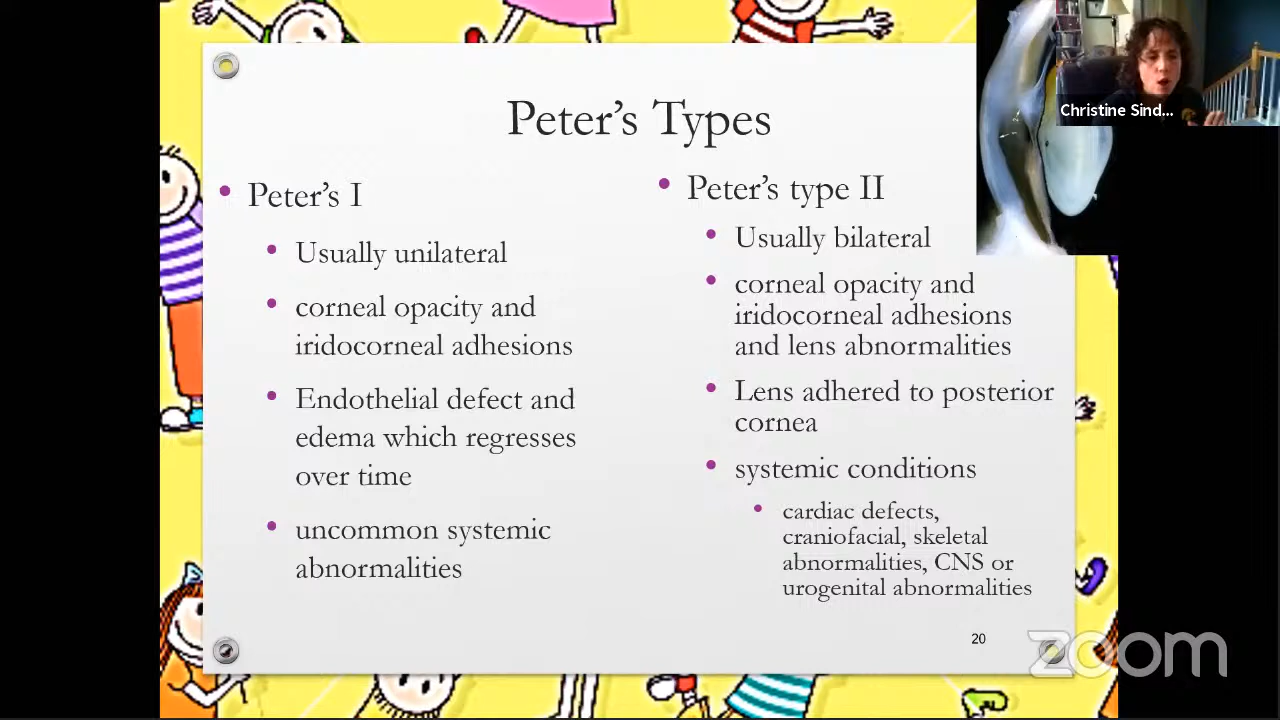 Peter's Types
Peter's I
Usually unilateral
corneal opacity and
iridocorneal adhesions
Endothelial defect and
edema which regresses
over time
uncommon systemic
abnormalities
Peter's type II
Usually bilateral
corneal opacity and
iridocorneal adhesions
and lens abnormalities
Lens adhered to posterior
cornea
systemic conditions
cardiac defects,
craniofacial, skeletal
abnormalities, CNS or
urogenital abnormalities
20
Christine Sind...
zoom